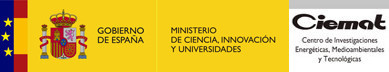 GOBIERNO
DE ESPAÑA
MINISTERIO
DE CIENCIA, INNOVACIÓN
Y UNIVERSIDADES
Ciemat
Centro de Investigaciones
Energéticas, Medioambientales
y Tecnológicas